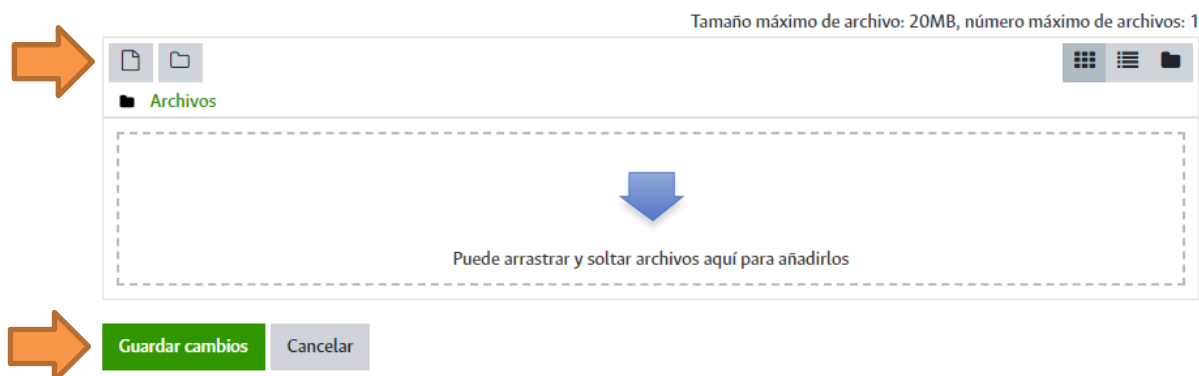 Tamaño máximo de archivo: 20MB, número máximo de archivos: 1
Archivos
Puede arrastrar y soltar archivos aquí para añadirlos
Guardar cambios Cancelar